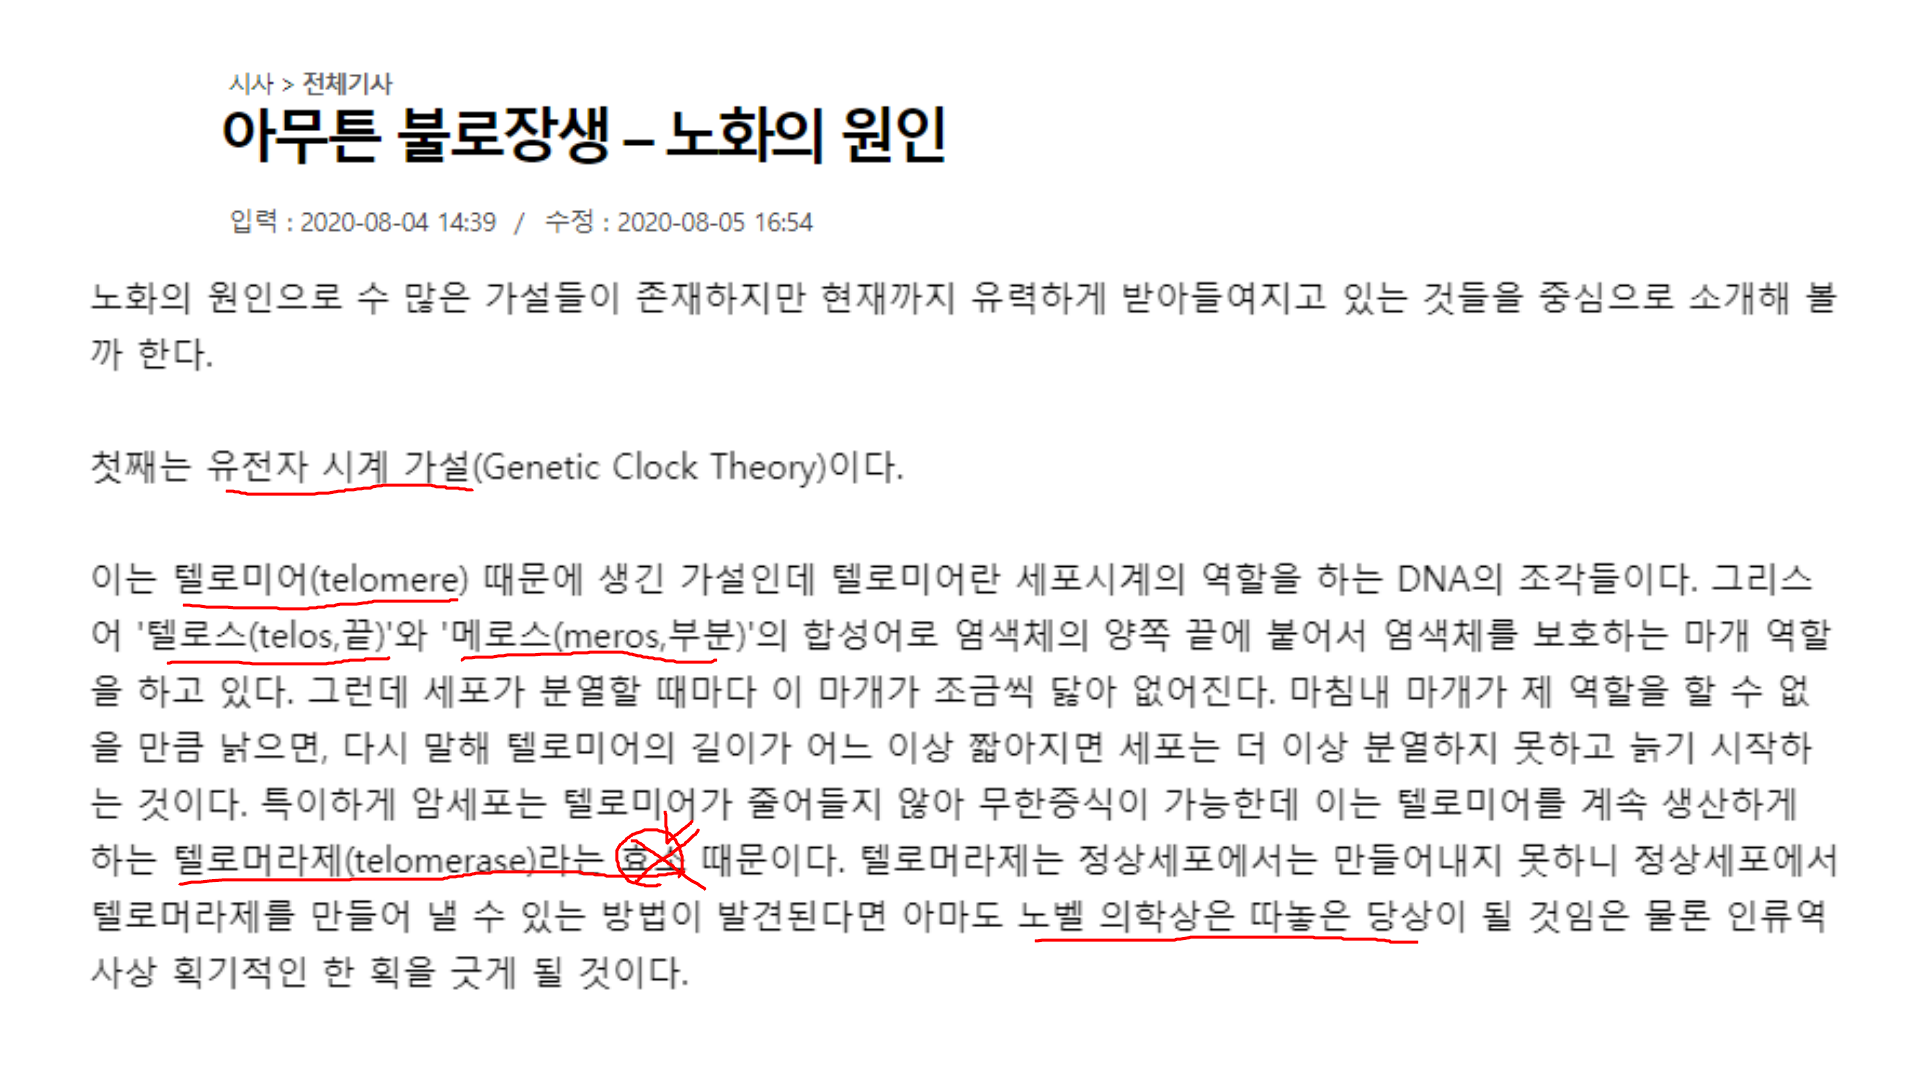 시사 > 전체기사
아무튼 불로장생 – 노화의 원인
입력 : 2020-08-04 14:39 / 수정 : 2020-08-05 16:54
노화의 원인으로 수 많은 가설들이 존재하지만 현재까지 유력하게 받아들여지고 있는 것들을 중심으로 소개해 볼
까 한다.
첫째는 유전자 시계 가설(Genetic Clock Theory)이다.
이는 텔로미어(telomere) 때문에 생긴 가설인데 텔로미어란 세포시계의 역할을 하는 DNA의 조각들이다. 그리스
어 '텔로스(telos,끝)'와 '메로스(meros,부분)'의 합성어로 염색체의 양쪽 끝에 붙어서 염색체를 보호하는 마개 역할
을 하고 있다. 그런데 세포가 분열할 때마다 이 마개가 조금씩 닳아 없어진다. 마침내 마개가 제 역할을 할 수 없
을 만큼 낡으면, 다시 말해 텔로미어의 길이가 어느 이상 짧아지면 세포는 더 이상 분열하지 못하고 늙기 시작하
는 것이다. 특이하게 암세포는 텔로미어가 줄어들지 않아 무한증식이 가능한데 이는 텔로미어를 계속 생산하게
하는 텔로머라제(telomerase)라는 효소 때문이다. 텔로머라제는 정상세포에서는 만들어내지 못하니 정상세포에서
텔로머라제를 만들어 낼 수 있는 방법이 발견된다면 아마도 노벨 의학상은 따놓은 당상이 될 것임은 물론 인류역
사상 획기적인 한 획을 긋게 될 것이다.